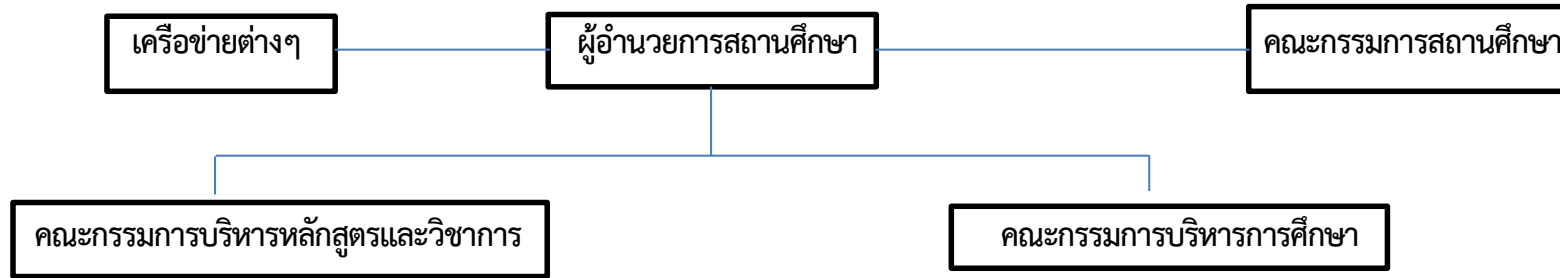 เครือข่ายต่างๆ
ผู้อำนวยการสถานศึกษา
คณะกรรมการสถานศึกษา
คณะกรรมการบริหารหลักสูตรและวิชาการ
คณะกรรมการบริหารการศึกษา